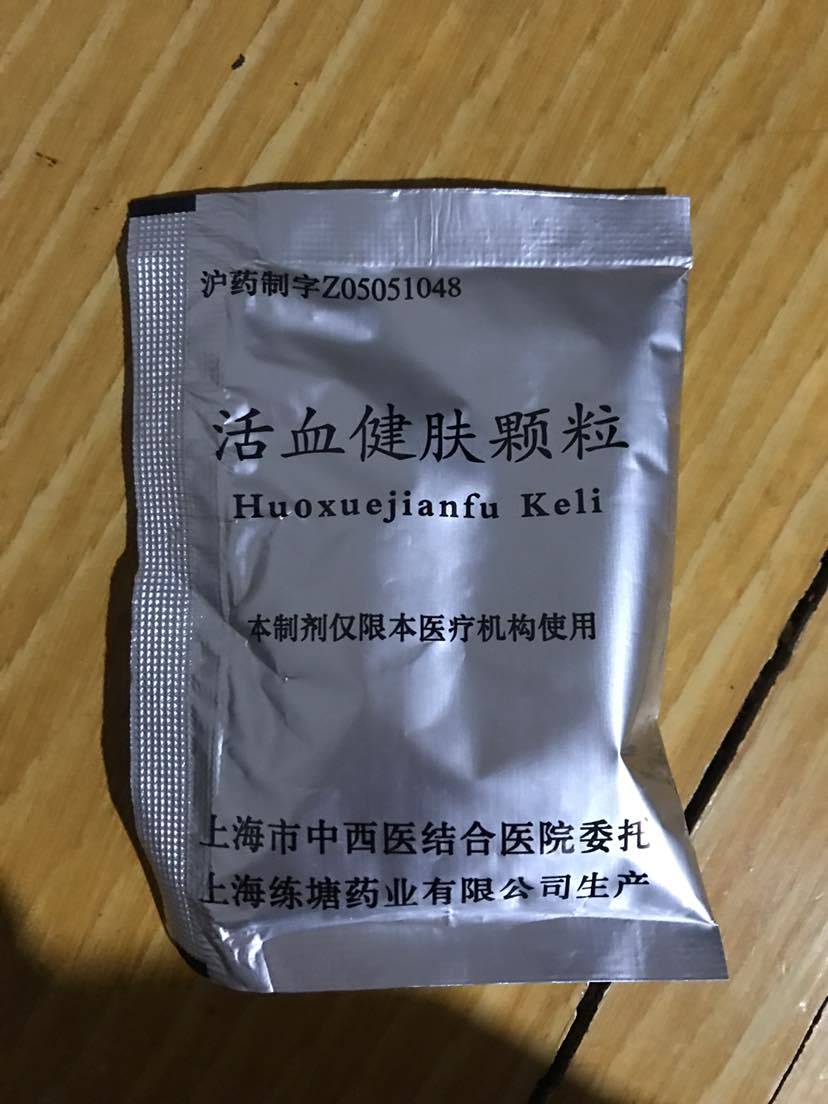 沪药制字Z05051048
活血健肤颗粒
Huoxuejianfu Keli
本制剂仅限本医疗机构使用
上海市中西医结合医院委托
上海练塘药业有限公司生产